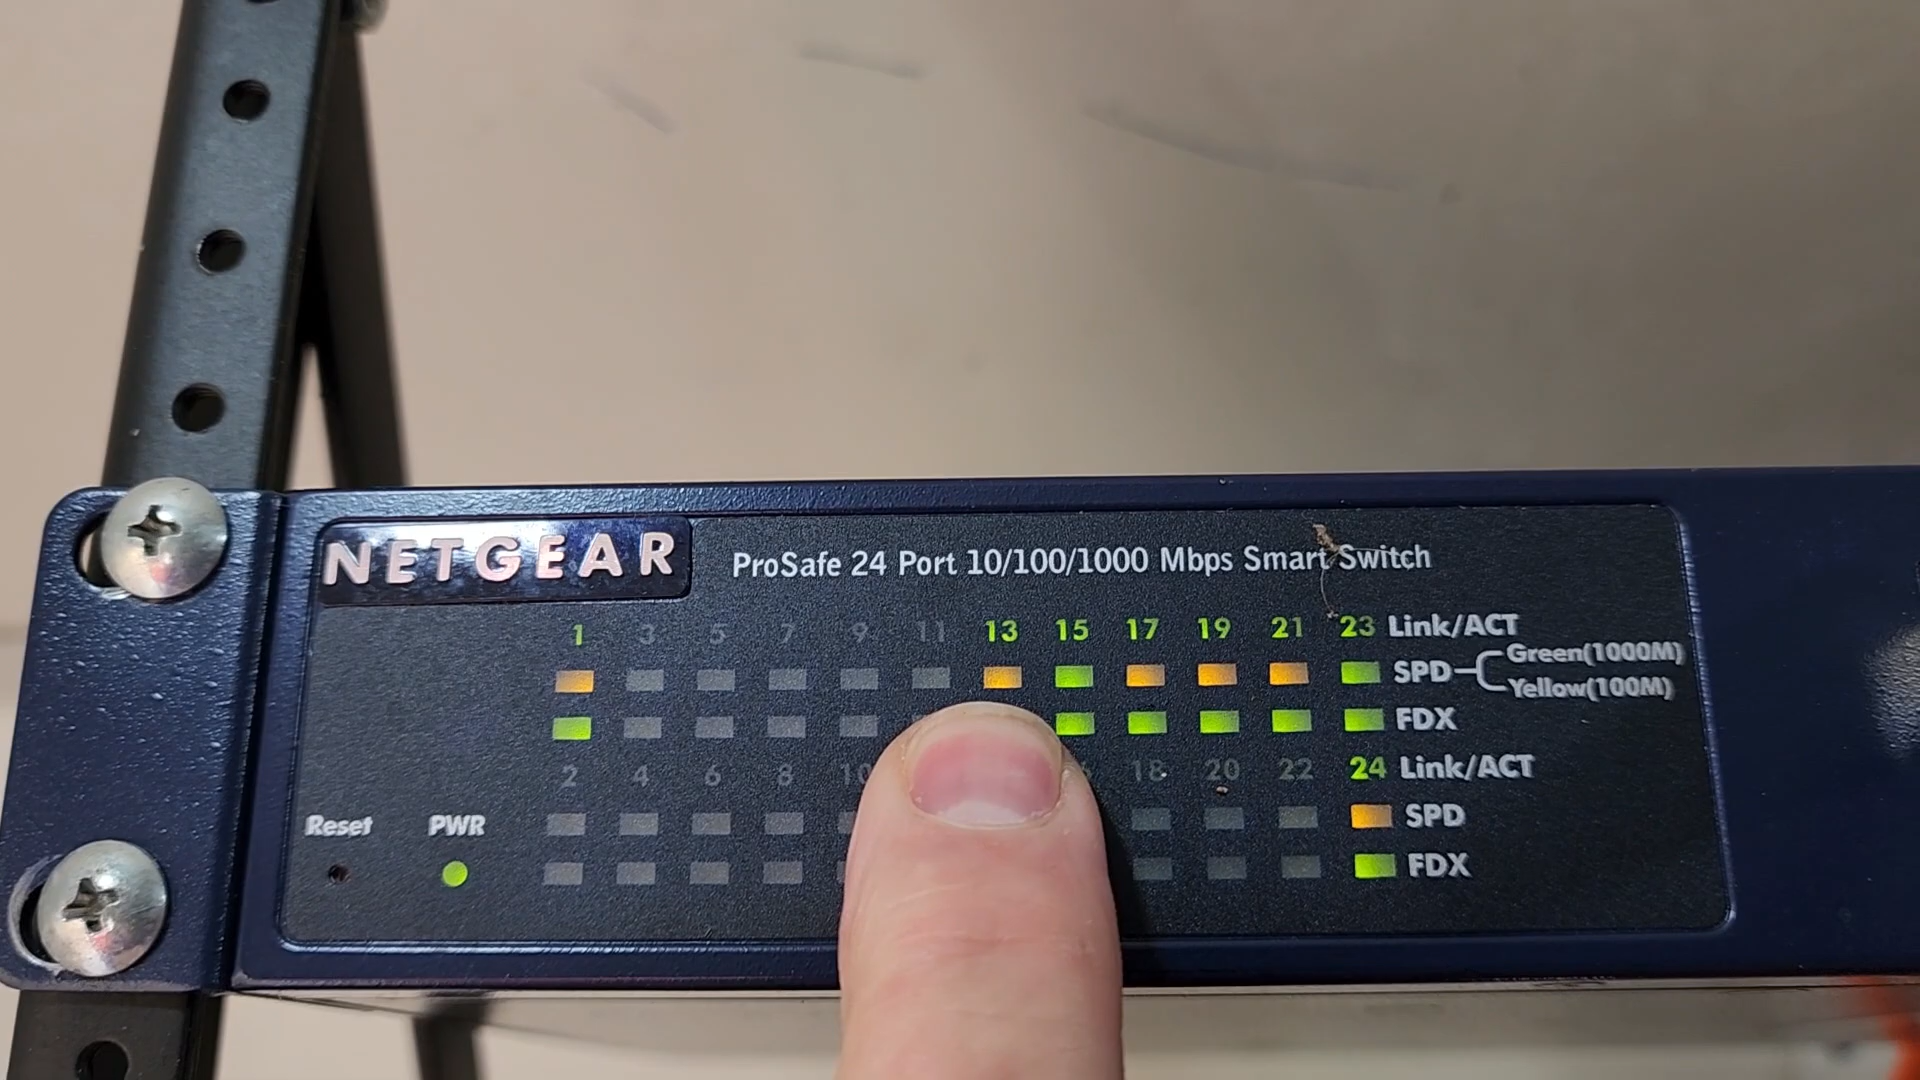 NETGEAR
ProSafe 24 Port 10/100/1000 Mbps Smart Switch
1 3 5 7 9 11 13 15 17 19 21 23 Link/ACT
Green(1000M)
SPD
Yellow(100M)
FDX
2 4 6 8 10 18 20 22 24 Link/ACT
Reset PWR SPD
FDX